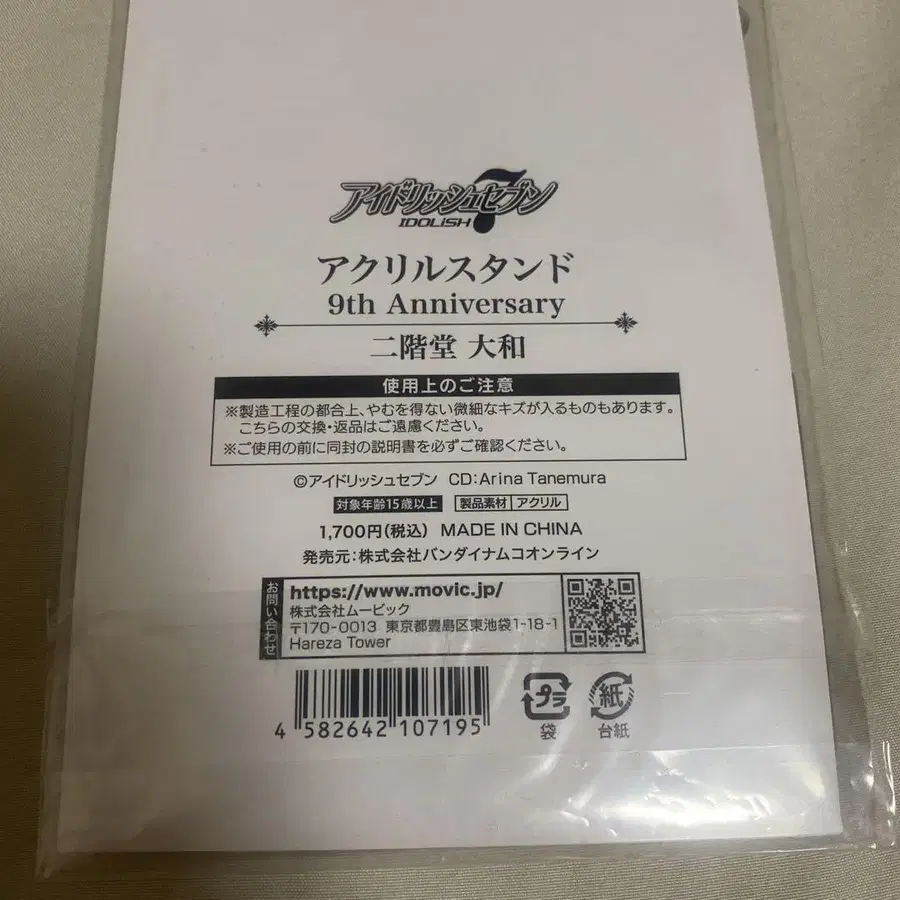 アイドリッシュセブン
IDOLiSH7
アクリルスタンド
9th Anniversary
二階堂 大和
使用上のご注意
※製造工程の都合上、やむを得ない微細なキズが入るものもあります。
こちらの交換・返品はご遠慮ください。
※ご使用の前に同封の説明書を必ずご確認ください。
©アイドリッシュセブン CD:Arina Tanemura
対象年齢15歳以上 製品素材 アクリル
1,700円(税込) MADE IN CHINA
発売元:株式会社バンダイナムコオンライン
お問い合わせ
https://www.movic.jp/
株式会社ムービック
〒170-0013 東京都豊島区東池袋1-18-1
Hareza Tower
4 582642 107195
プラ
袋
紙
台紙